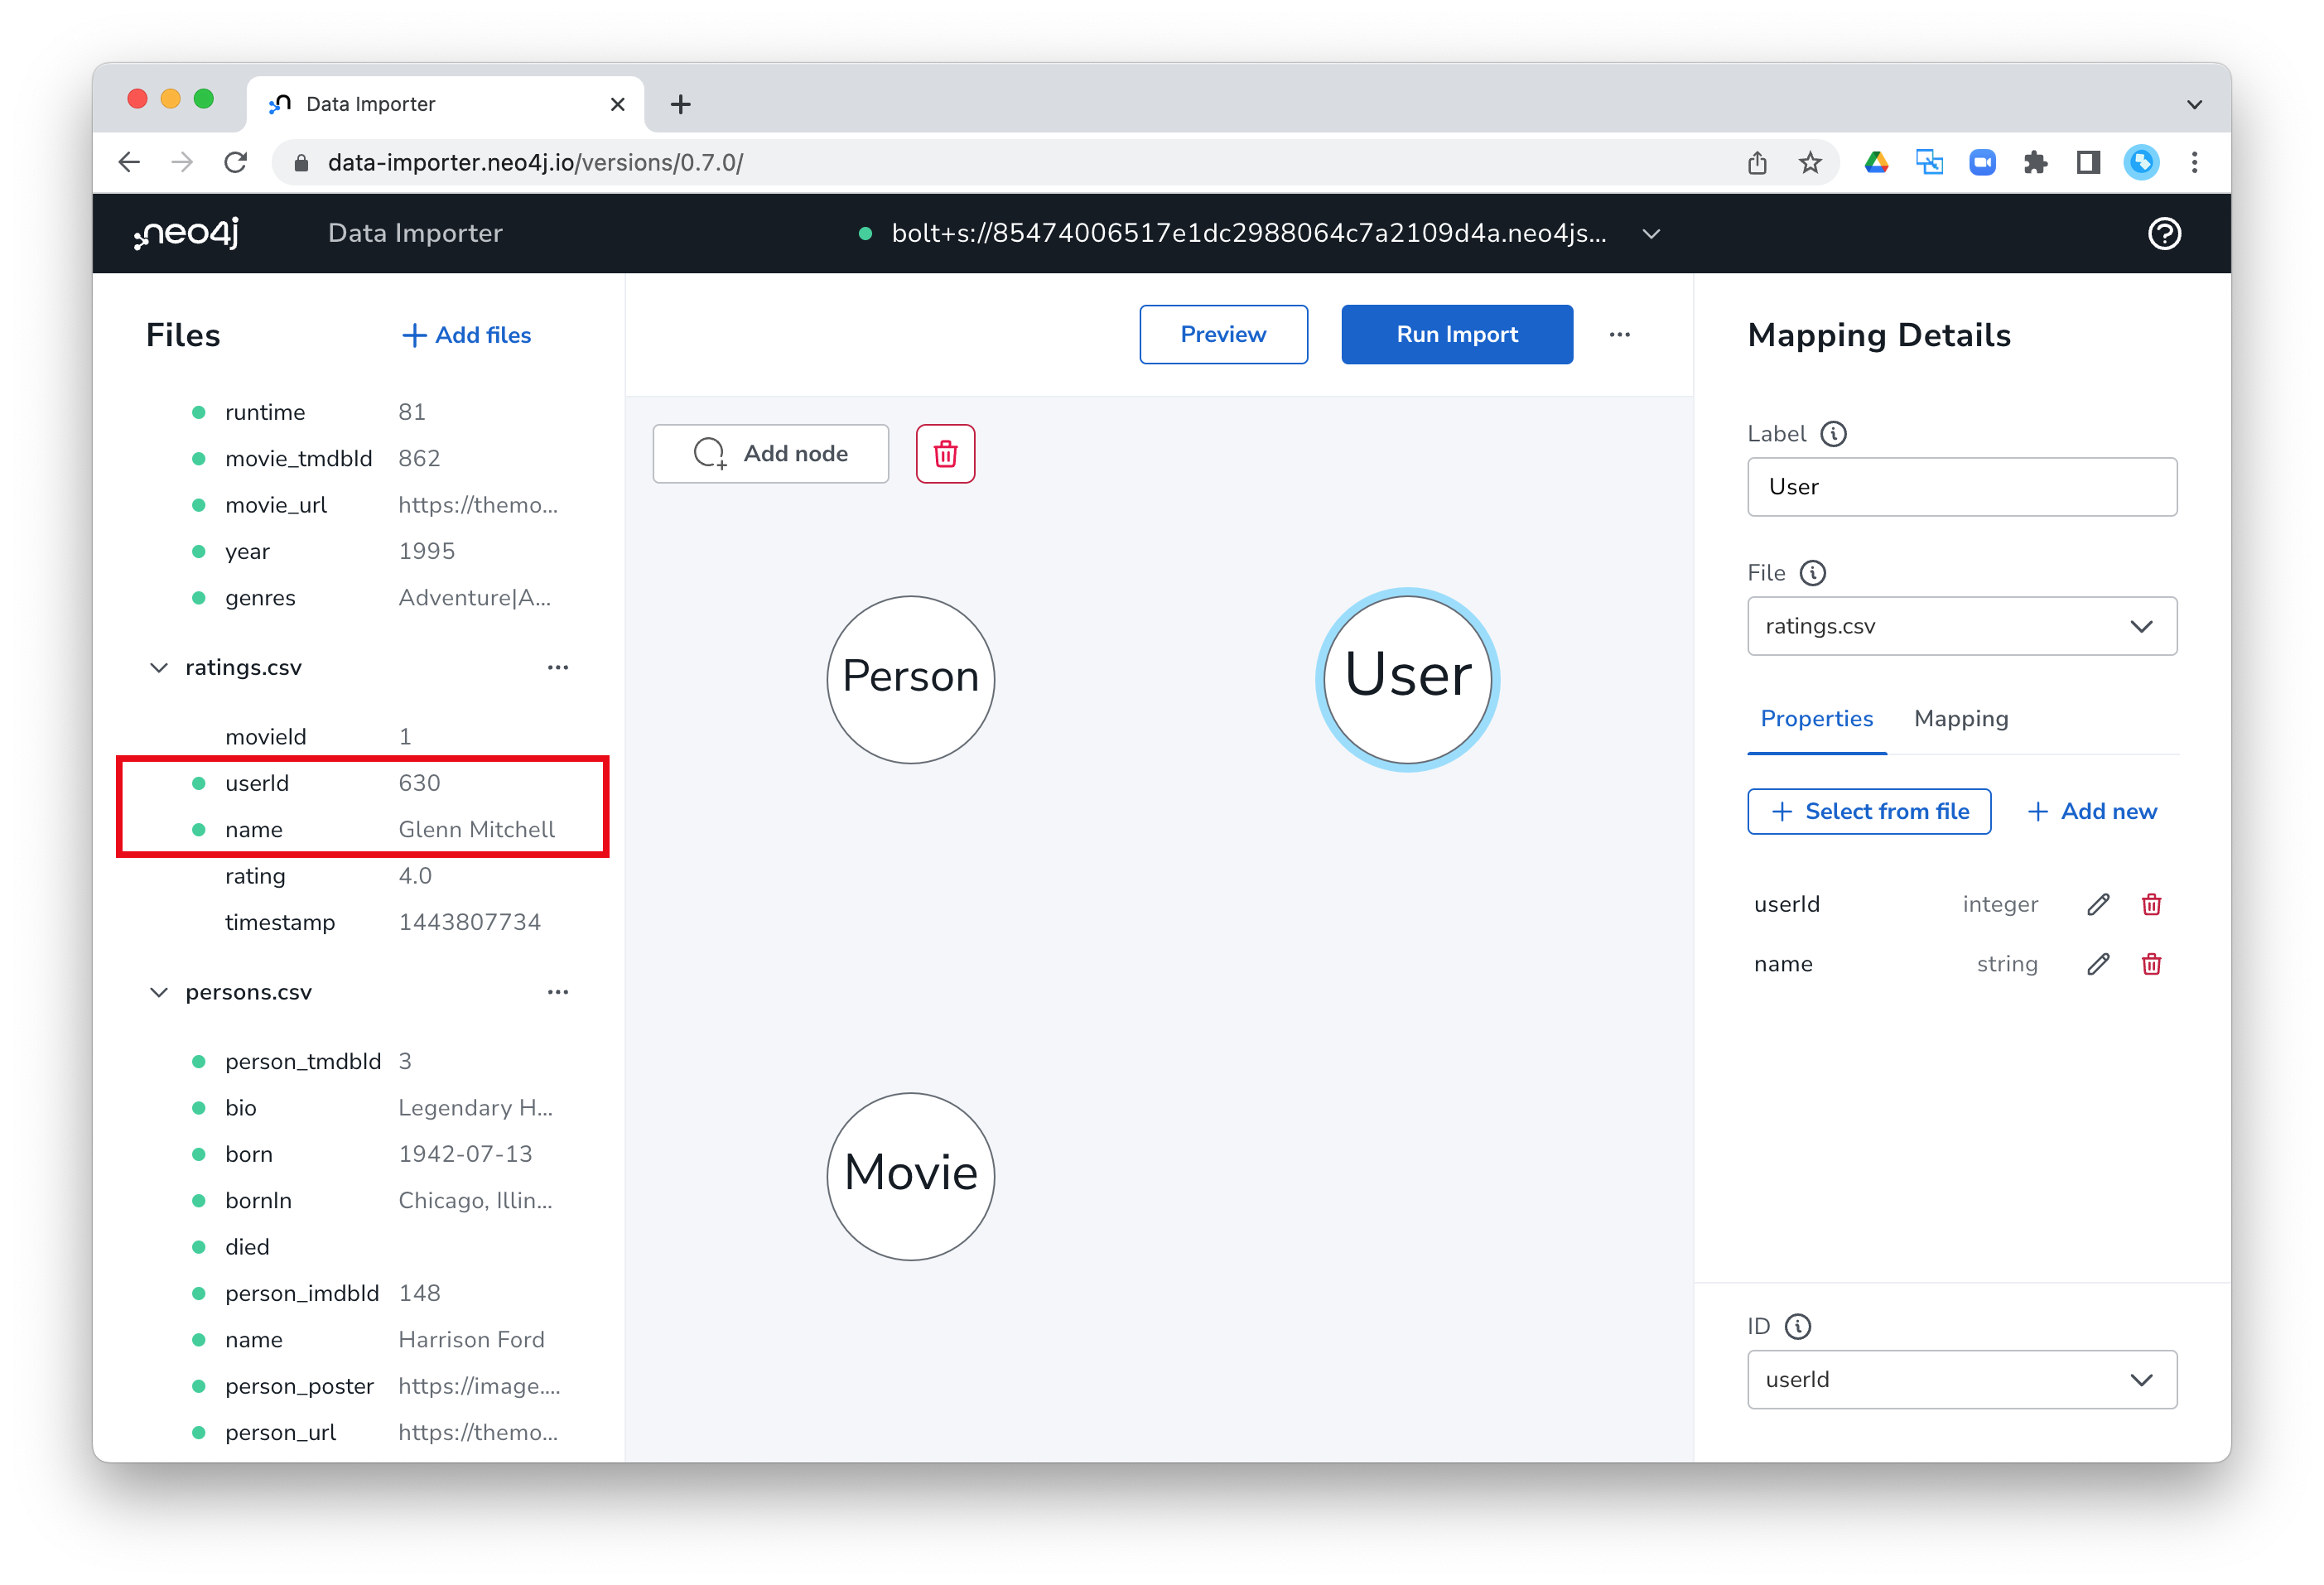 Data Importer
data-importer.neo4j.io/versions/0.7.0/
neo4j Data Importer bolt+s://85474006517e1dc2988064c7a2109d4a.neo4js...
Files
Add files
runtime 81
movie_tmdbId 862
movie_url https://themo...
year 1995
genres Adventure|A...
ratings.csv
movieId 1
userId 630
name Glenn Mitchell
rating 4.0
timestamp 1443807734
persons.csv
person_tmdbId 3
bio Legendary H...
born 1942-07-13
bornIn Chicago, Illin...
died
person_imdbId 148
name Harrison Ford
person_poster https://image....
person_url https://themo...
Preview
Run Import
Add node
Person
User
Movie
Mapping Details
Label
User
File
ratings.csv
Properties Mapping
Select from file
Add new
userId integer
name string
ID
userId